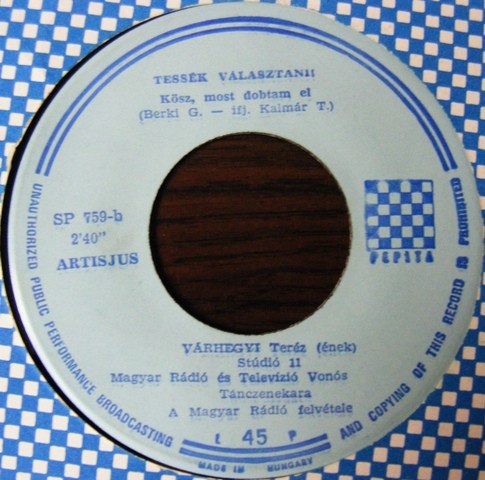 TESSÉK VÁLASZTANI!
Kösz, most dobtam el
(Berki G. — ifj. Kalmár T.)
SP 759-b
2'40"
ARTISJUS
PEPITA
VÁRHEGYI Teréz (ének)
Stúdió 11
Magyar Rádió és Televízió Vonós
Tánczenekara
A Magyar Rádió felvétele
L 45 P
MADE IN HUNGARY
UNAUTHORIZED PUBLIC PERFORMANCE BROADCASTING AND COPYING OF THIS RECORD IS PROHIBITED